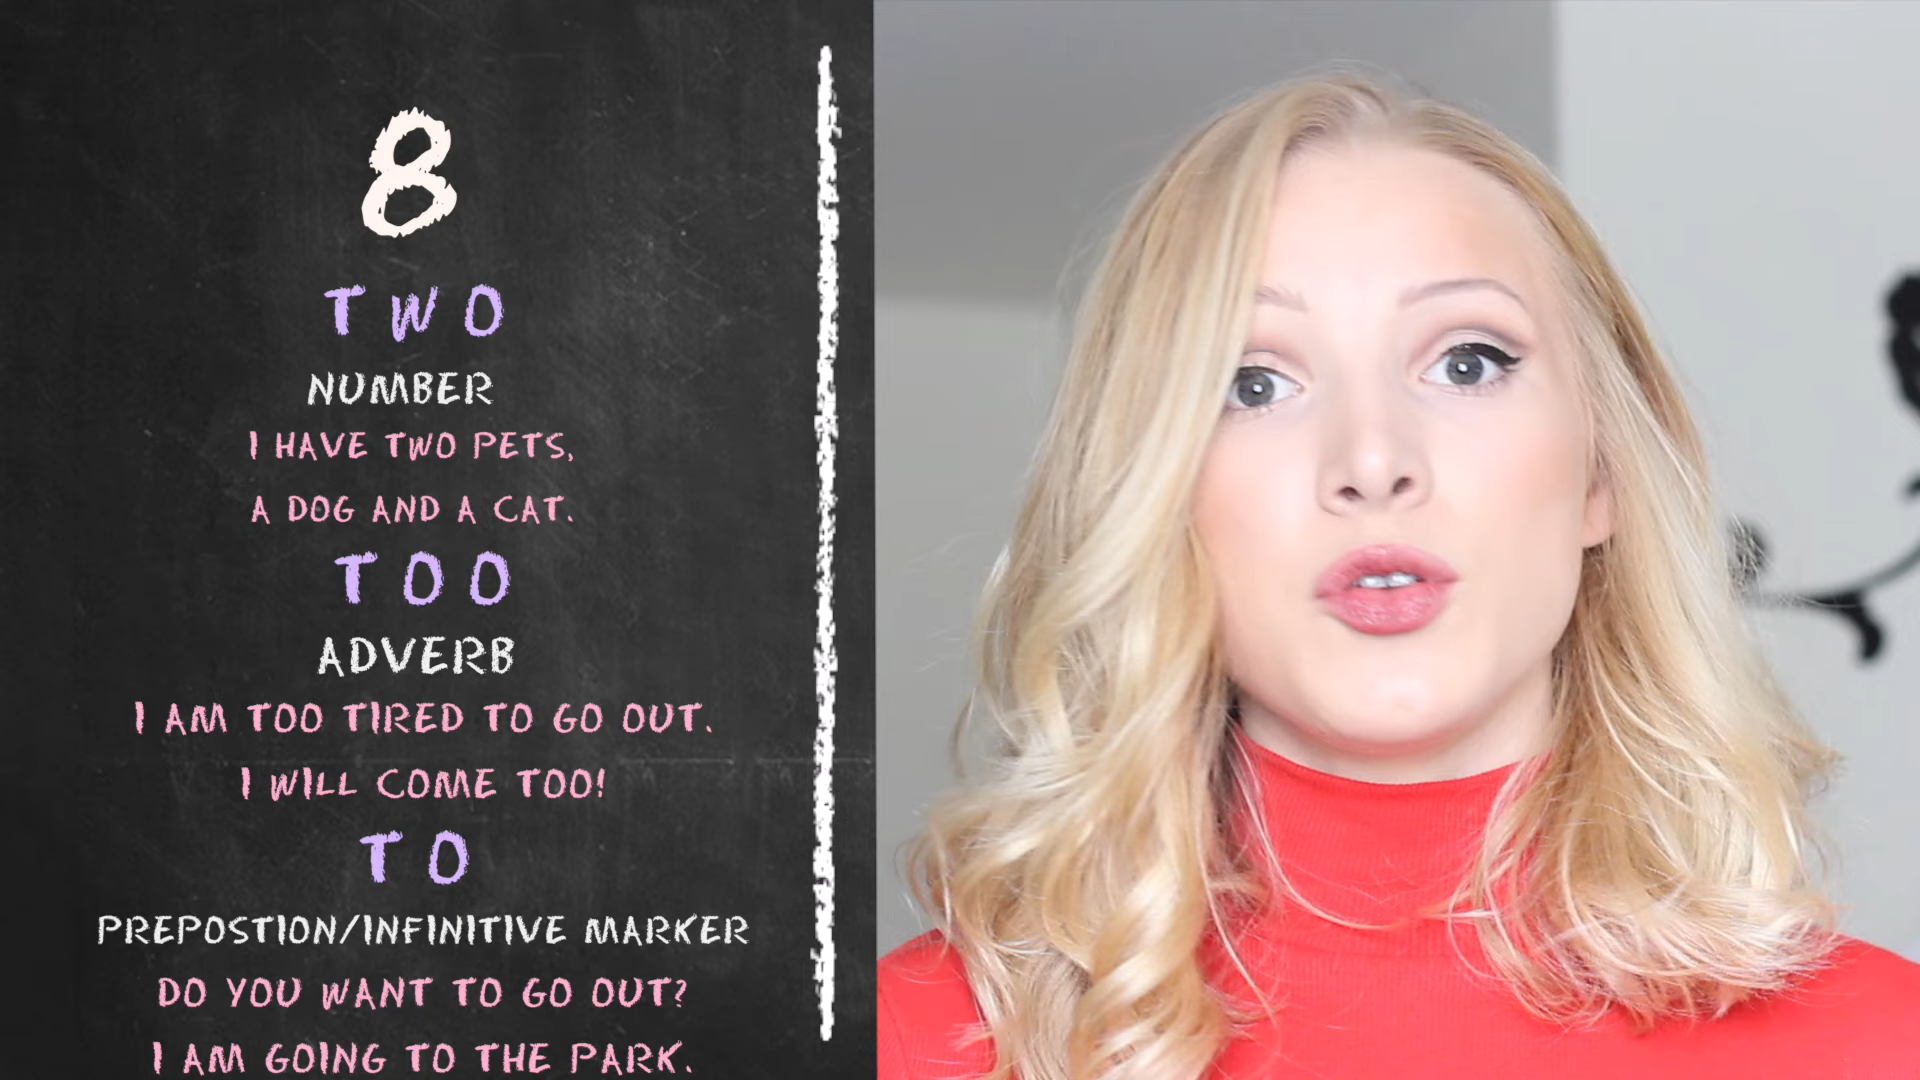 8
TWO
NUMBER
I HAVE TWO PETS,
A DOG AND A CAT.
TOO
ADVERB
I AM TOO TIRED TO GO OUT.
I WILL COME TOO!
TO
PREPOSTION/INFINITIVE MARKER
DO YOU WANT TO GO OUT?
I AM GOING TO THE PARK.